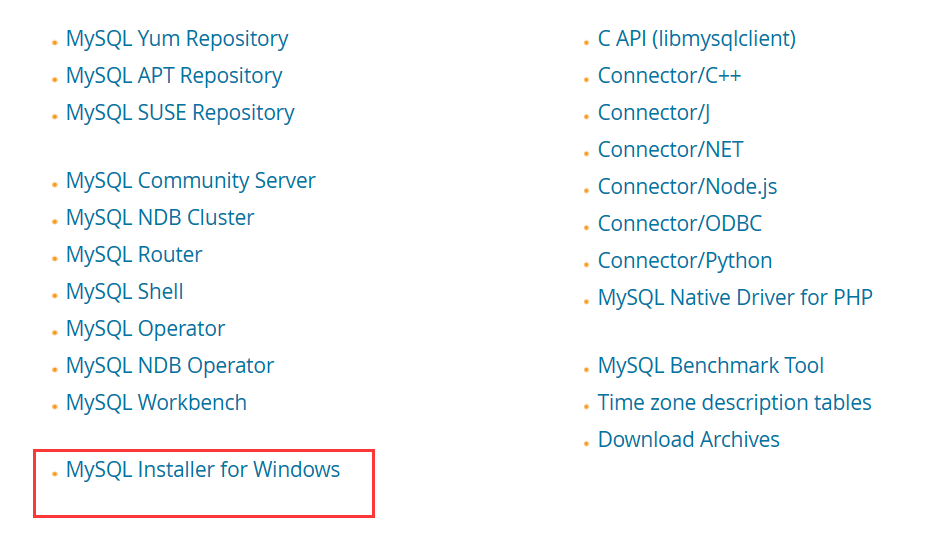 MySQL Yum Repository
MySQL APT Repository
MySQL SUSE Repository
MySQL Community Server
MySQL NDB Cluster
MySQL Router
MySQL Shell
MySQL Operator
MySQL NDB Operator
MySQL Workbench
MySQL Installer for Windows
C API (libmysqlclient)
Connector/C++
Connector/J
Connector/NET
Connector/Node.js
Connector/ODBC
Connector/Python
MySQL Native Driver for PHP
MySQL Benchmark Tool
Time zone description tables
Download Archives